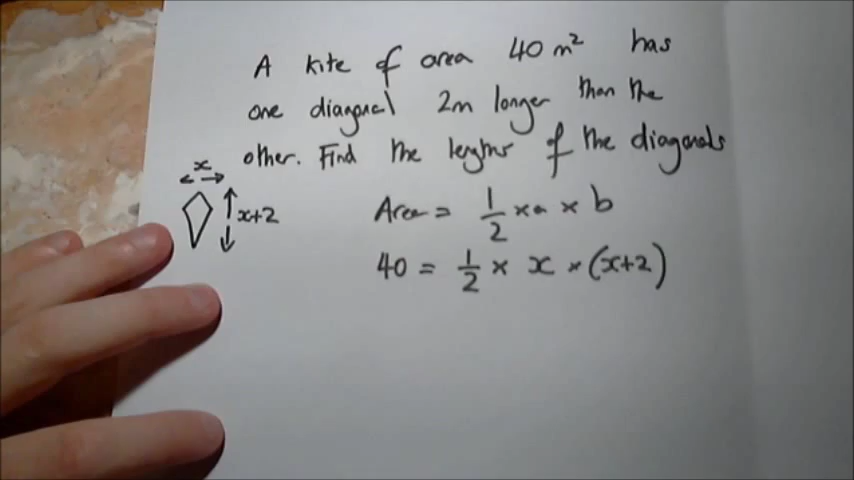 A kite of area 40 m²  has
one diagonal 2m longer than the
other. Find the lengths of the diagonals
x
x+2
Area = 1/2 × a × b
40 = 1/2 × x × (x+2)